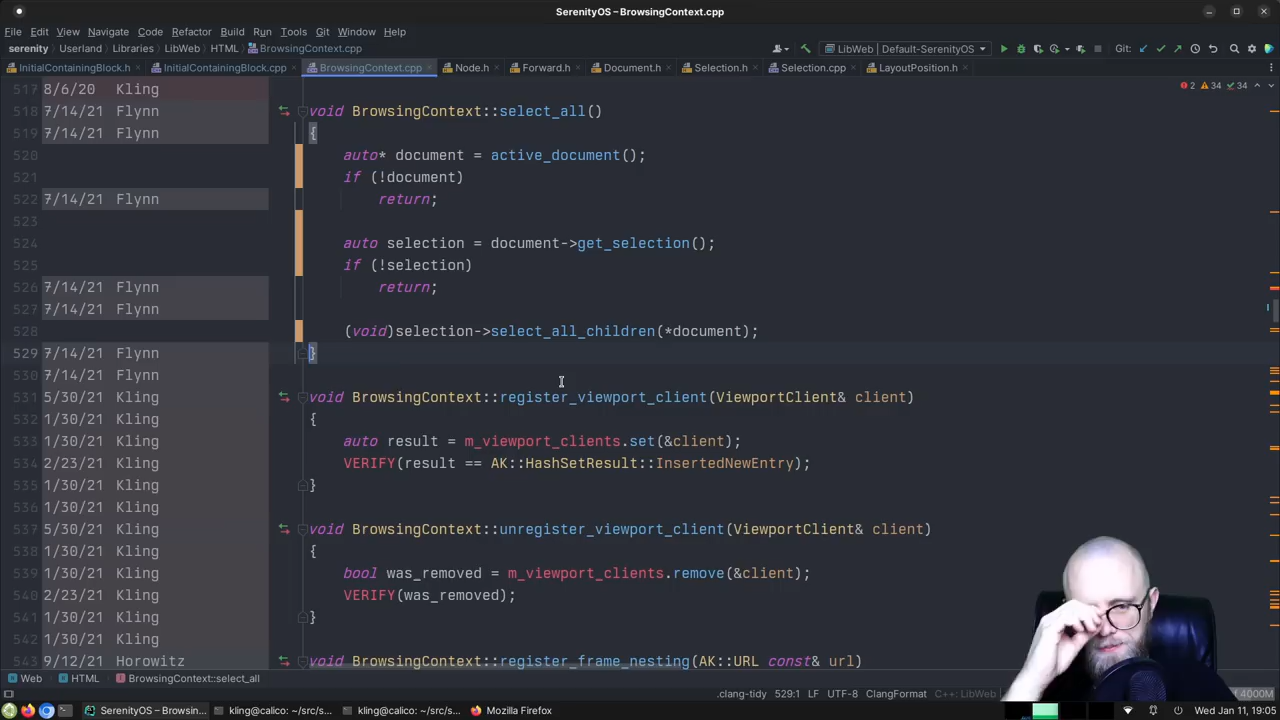 SerenityOS – BrowsingContext.cpp
File Edit View Navigate Code Refactor Build Run Tools Git Window Help
serenity Userland Libraries LibWeb HTML BrowsingContext.cpp LibWeb | Default-SerenityOS Git:
InitialContainingBlock.h InitialContainingBlock.cpp BrowsingContext.cpp Node.h Forward.h Document.h Selection.h Selection.cpp LayoutPosition.h
517 8/6/20 Kling 2 34 34
518 7/14/21 Flynn void BrowsingContext::select_all()
519 7/14/21 Flynn {
520 auto* document = active_document();
521 if (!document)
522 7/14/21 Flynn return;
523
524 auto selection = document->get_selection();
525 if (!selection)
526 7/14/21 Flynn return;
527 7/14/21 Flynn
528 (void)selection->select_all_children(*document);
529 7/14/21 Flynn }
530 7/14/21 Flynn
531 5/30/21 Kling void BrowsingContext::register_viewport_client(ViewportClient& client)
532 1/30/21 Kling {
533 1/30/21 Kling auto result = m_viewport_clients.set(&client);
534 2/23/21 Kling VERIFY(result == AK::HashSetResult::InsertedNewEntry);
535 1/30/21 Kling }
536 1/30/21 Kling
537 5/30/21 Kling void BrowsingContext::unregister_viewport_client(ViewportClient& client)
538 1/30/21 Kling {
539 1/30/21 Kling bool was_removed = m_viewport_clients.remove(&client);
540 2/23/21 Kling VERIFY(was_removed);
541 1/30/21 Kling }
542 1/30/21 Kling
543 9/12/21 Horowitz void BrowsingContext::register_frame_nesting(AK::URL const& url)
Web HTML BrowsingContext::select_all
.clang-tidy 529:1 LF UTF-8 ClangFormat C++: LibWeb 4000M
SerenityOS – Browsin... kling@calico: ~/src/s... kling@calico: ~/src/s... Mozilla Firefox Wed Jan 11, 19:05